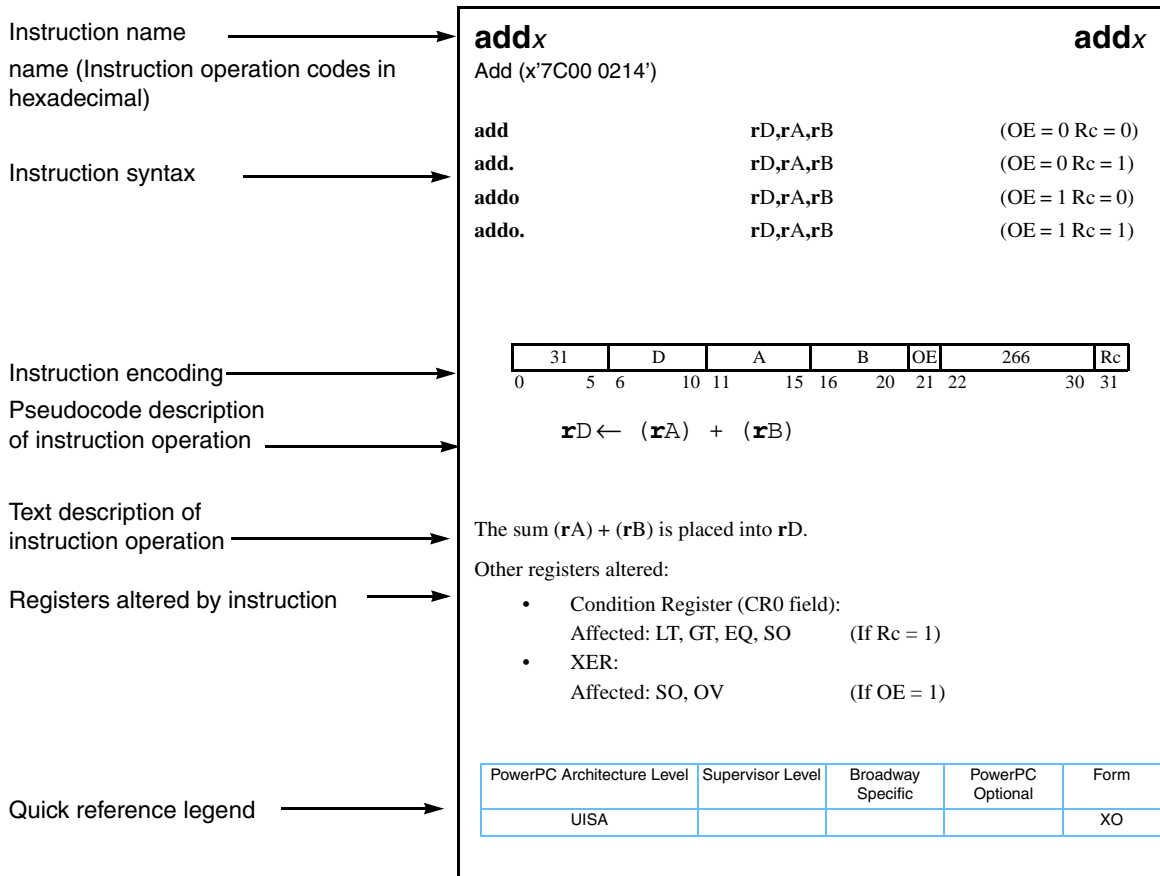 Instruction name
name (Instruction operation codes in
hexadecimal)
Instruction syntax
Instruction encoding
Pseudocode description
of instruction operation
Text description of
instruction operation
Registers altered by instruction
Quick reference legend
addx addx
Add (x'7C00 0214')
add rD,rA,rB (OE = 0 Rc = 0)
add. rD,rA,rB (OE = 0 Rc = 1)
addo rD,rA,rB (OE = 1 Rc = 0)
addo. rD,rA,rB (OE = 1 Rc = 1)
31 D A B OE 266 Rc
0 5 6 10 11 15 16 20 21 22 30 31
rD← (rA) + (rB)
The sum (rA) + (rB) is placed into rD.
Other registers altered:
• Condition Register (CR0 field):
Affected: LT, GT, EQ, SO (If Rc = 1)
• XER:
Affected: SO, OV (If OE = 1)
PowerPC Architecture Level Supervisor Level Broadway Specific PowerPC Optional Form
UISA XO